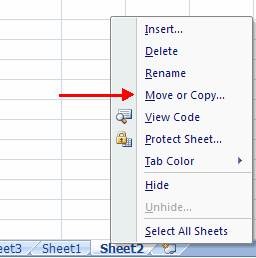 Insert...
Delete
Rename
Move or Copy...
View Code
Protect Sheet...
Tab Color
Hide
Unhide...
Select All Sheets
eet3 Sheet1 Sheet2